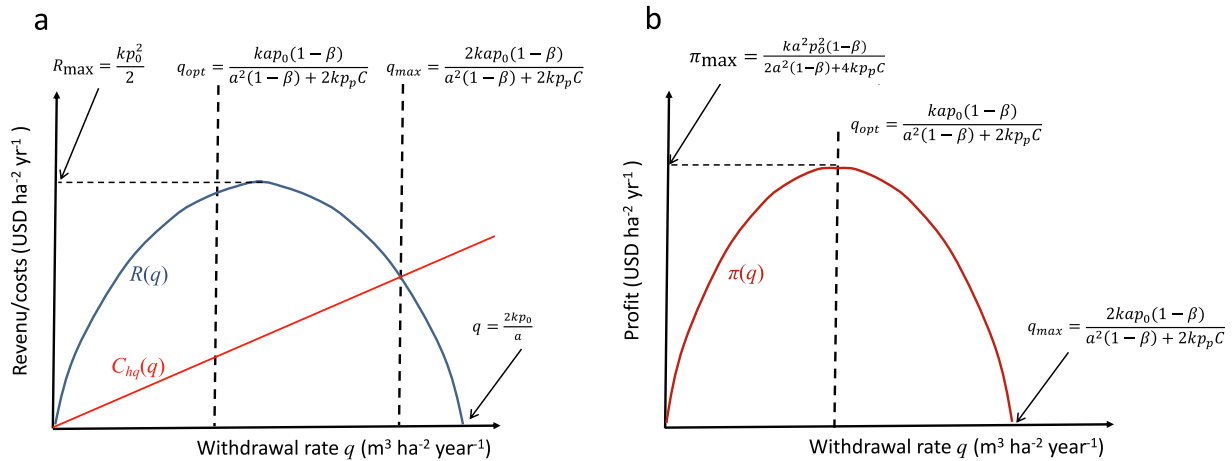 a
R_max = kp_0^2/2
q_opt = kap_0(1 − β)/(a^2(1 − β) + 2kp_pC)
q_max = 2kap_0(1 − β)/(a^2(1 − β) + 2kp_pC)
Revenu/costs (USD ha^-2 yr^-1)
R(q)
C_hq(q)
q = 2kp_0/a
Withdrawal rate q (m^3 ha^-2 year^-1)
b
π_max = ka^2p_o^2(1−β)/(2a^2(1−β)+4kp_pC)
q_opt = kap_0(1 − β)/(a^2(1 − β) + 2kp_pC)
Profit (USD ha^-2 yr^-1)
π(q)
q_max = 2kap_0(1 − β)/(a^2(1 − β) + 2kp_pC)
Withdrawal rate q (m^3 ha^-2 year^-1)